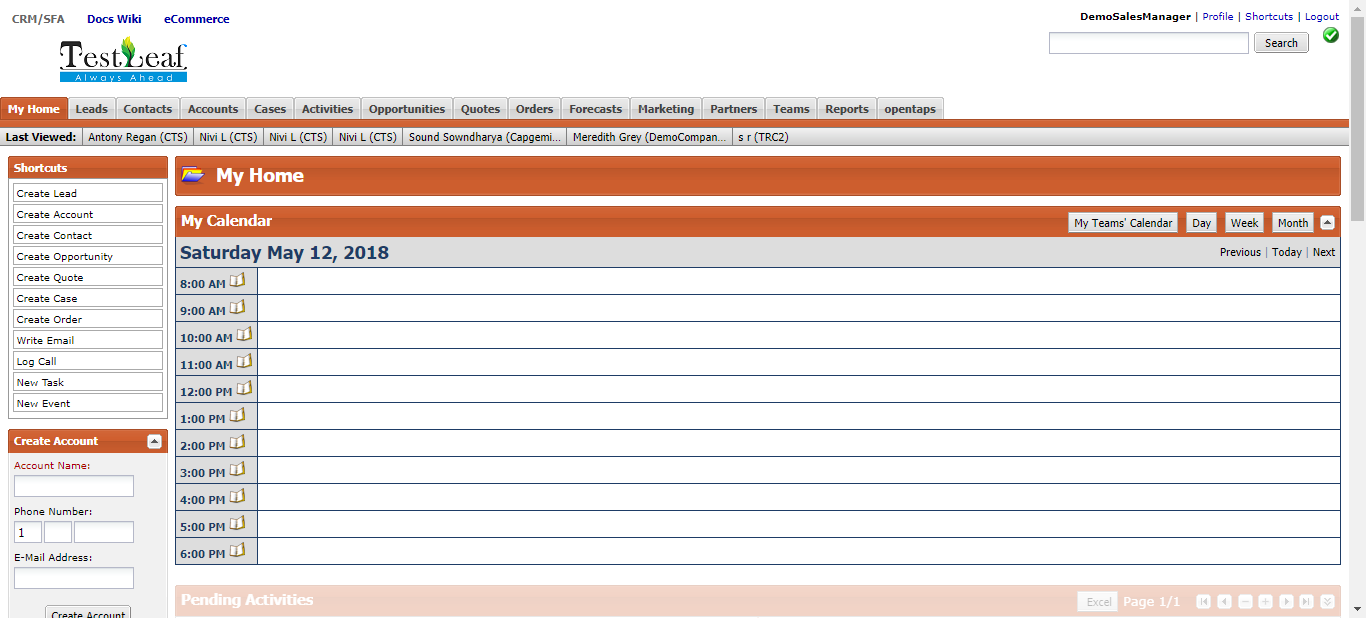 CRM/SFA Docs Wiki eCommerce
DemoSalesManager | Profile | Shortcuts | Logout
TestLeaf
Always Ahead
Search
My Home Leads Contacts Accounts Cases Activities Opportunities Quotes Orders Forecasts Marketing Partners Teams Reports opentaps
Last Viewed: Antony Regan (CTS) Nivi L (CTS) Nivi L (CTS) Nivi L (CTS) Sound Sowndharya (Capgemi... Meredith Grey (DemoCompan... s r (TRC2)
Shortcuts
Create Lead
Create Account
Create Contact
Create Opportunity
Create Quote
Create Case
Create Order
Write Email
Log Call
New Task
New Event
Create Account
Account Name:
Phone Number:
1
E-Mail Address:
Create Account
My Home
My Calendar
My Teams' Calendar Day Week Month
Saturday May 12, 2018
Previous | Today | Next
8:00 AM
9:00 AM
10:00 AM
11:00 AM
12:00 PM
1:00 PM
2:00 PM
3:00 PM
4:00 PM
5:00 PM
6:00 PM
Pending Activities
Excel Page 1/1